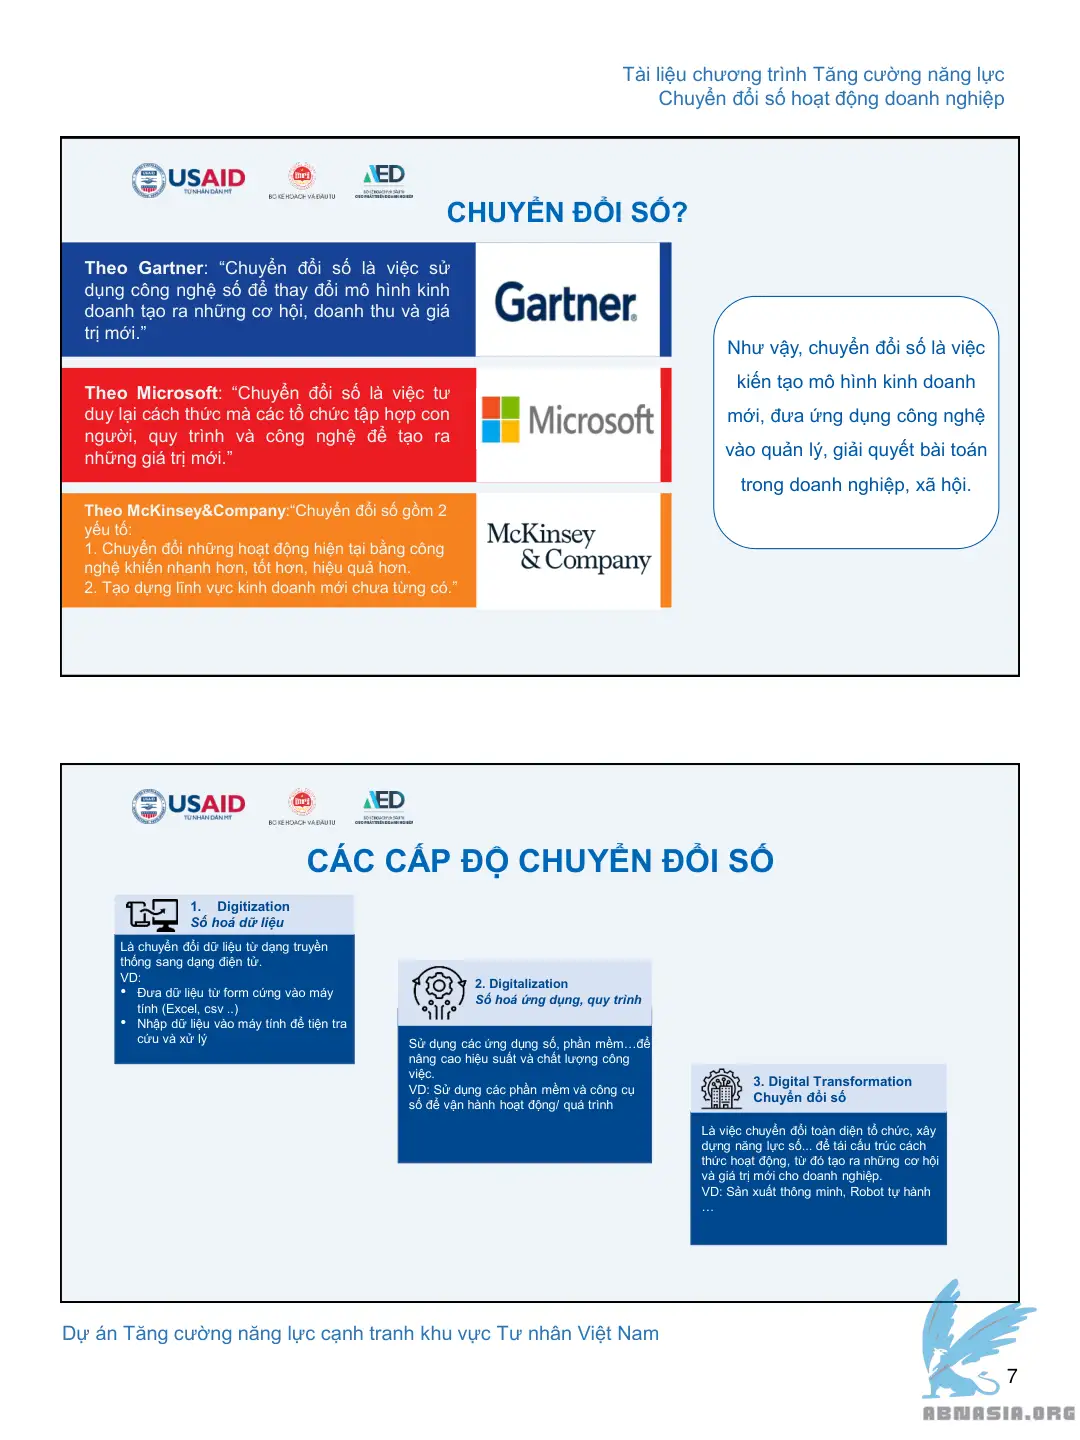 Tài liệu chương trình Tăng cường năng lực
Chuyển đổi số hoạt động doanh nghiệp
USAID
TỪ NHÂN DÂN MỸ
BỘ KẾ HOẠCH VÀ ĐẦU TƯ
AED
CHUYỂN ĐỔI SỐ?
Theo Gartner: “Chuyển đổi số là việc sử
dụng công nghệ số để thay đổi mô hình kinh
doanh tạo ra những cơ hội, doanh thu và giá
trị mới.”
Gartner®
Theo Microsoft: “Chuyển đổi số là việc tư
duy lại cách thức mà các tổ chức tập hợp con
người, quy trình và công nghệ để tạo ra
những giá trị mới.”
Microsoft
Theo McKinsey&Company:“Chuyển đổi số gồm 2
yếu tố:
1. Chuyển đổi những hoạt động hiện tại bằng công
nghệ khiến nhanh hơn, tốt hơn, hiệu quả hơn.
2. Tạo dựng lĩnh vực kinh doanh mới chưa từng có.”
McKinsey
& Company
Như vậy, chuyển đổi số là việc
kiến tạo mô hình kinh doanh
mới, đưa ứng dụng công nghệ
vào quản lý, giải quyết bài toán
trong doanh nghiệp, xã hội.
USAID
TỪ NHÂN DÂN MỸ
BỘ KẾ HOẠCH VÀ ĐẦU TƯ
AED
CÁC CẤP ĐỘ CHUYỂN ĐỔI SỐ
1. Digitization
Số hoá dữ liệu
Là chuyển đổi dữ liệu từ dạng truyền
thống sang dạng điện tử.
VD:
• Đưa dữ liệu từ form cứng vào máy
tính (Excel, csv ..)
• Nhập dữ liệu vào máy tính để tiện tra
cứu và xử lý
2. Digitalization
Số hoá ứng dụng, quy trình
Sử dụng các ứng dụng số, phần mềm…để
nâng cao hiệu suất và chất lượng công
việc.
VD: Sử dụng các phần mềm và công cụ
số để vận hành hoạt động/ quá trình
3. Digital Transformation
Chuyển đổi số
Là việc chuyển đổi toàn diện tổ chức, xây
dựng năng lực số... để tái cấu trúc cách
thức hoạt động, từ đó tạo ra những cơ hội
và giá trị mới cho doanh nghiệp.
VD: Sản xuất thông minh, Robot tự hành
…
Dự án Tăng cường năng lực cạnh tranh khu vực Tư nhân Việt Nam
7
ABNASIA.ORG